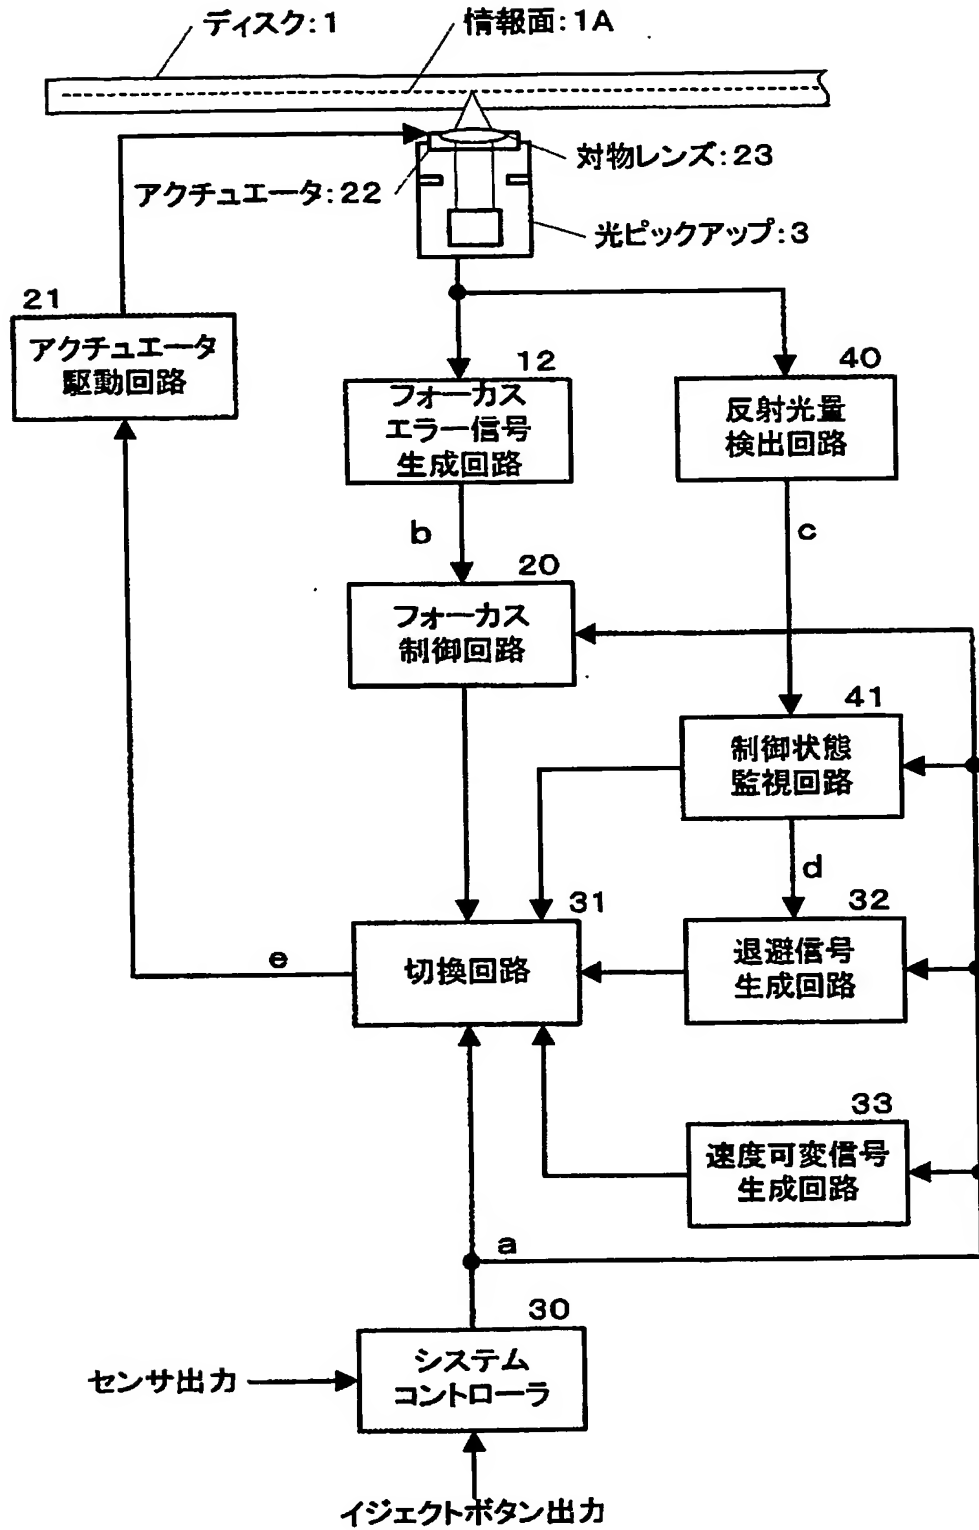 ディスク:1
情報面:1A
対物レンズ:23
アクチュエータ:22
光ピックアップ:3
21
アクチュエータ
駆動回路
12
フォーカス
エラー信号
生成回路
40
反射光量
検出回路
b
c
20
フォーカス
制御回路
41
制御状態
監視回路
d
31
切換回路
e
32
退避信号
生成回路
33
速度可変信号
生成回路
a
30
システム
コントローラ
センサ出力
イジェクトボタン出力